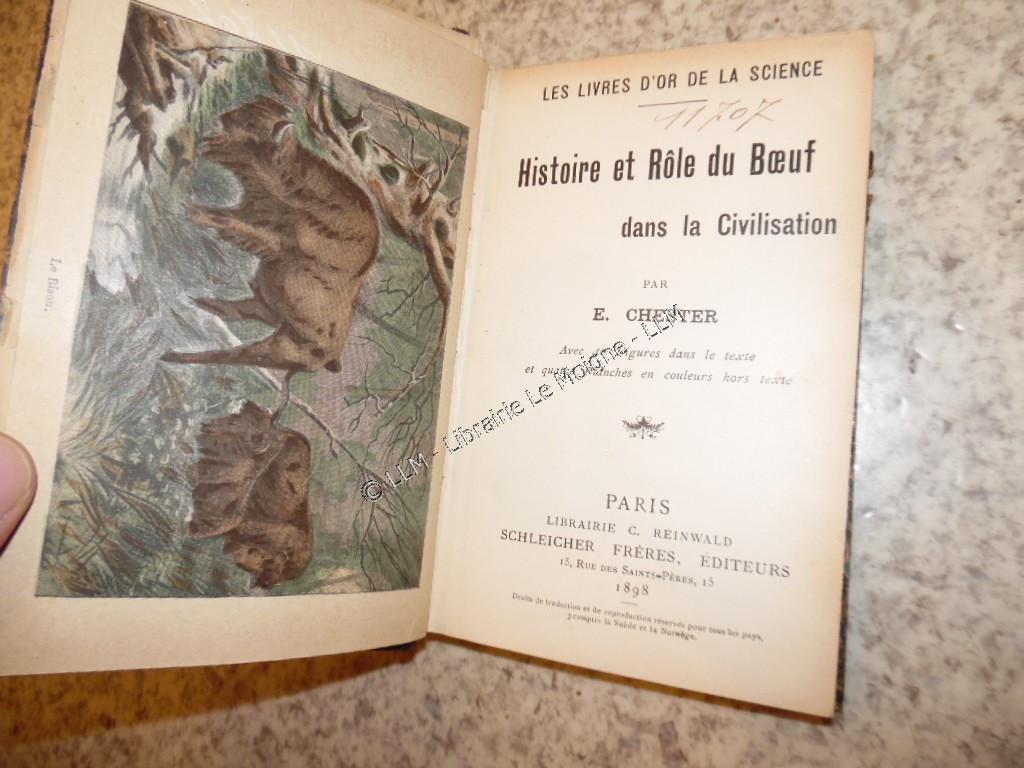 Le Bison.
LES LIVRES D'OR DE LA SCIENCE
11707
Histoire et Rôle du Bœuf
dans la Civilisation
PAR
E.
Avec figures dans le texte
et planches en couleurs hors texte
PARIS
LIBRAIRIE C. REINWALD
SCHLEICHER FRÈRES, ÉDITEURS
15, RUE DES SAINTS-PÈRES, 15
1898
Droits de traduction et de reproduction réservés pour tous les pays,
y compris la Suède et la Norwège.
© LLM - Librairie Le Moigne - LLM